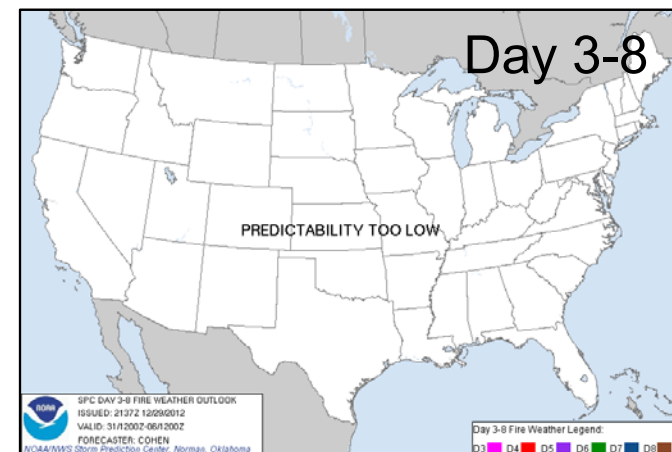 Day 3-8
PREDICTABILITY TOO LOW
NOAA
SPC DAY 3-8 FIRE WEATHER OUTLOOK
ISSUED: 2137Z 12/29/2012
VALID: 31/1200Z-06/1200Z
FORECASTER: COHEN
NOAA/NWS Storm Prediction Center, Norman, Oklahoma
Day 3-8 Fire Weather Legend:
D3 D4 D5 D6 D7 D8